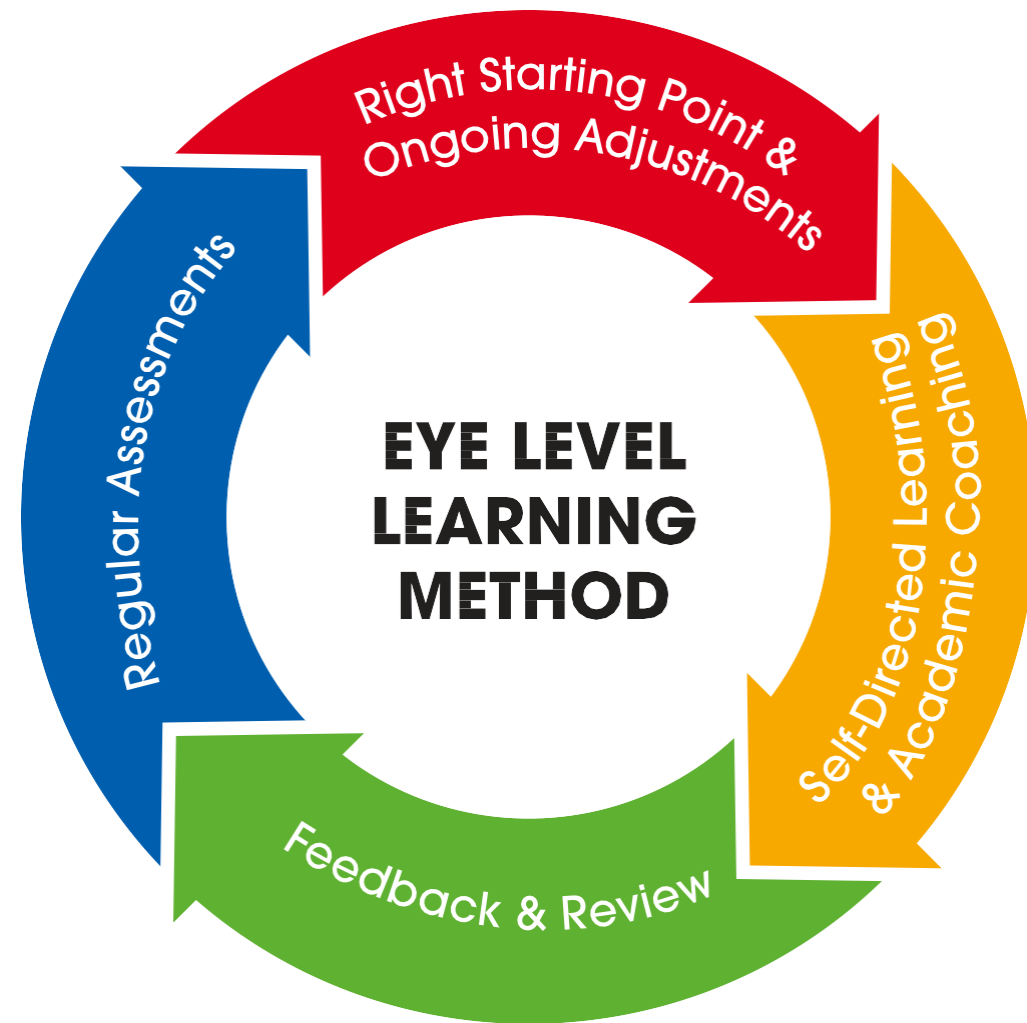 Right Starting Point &
Ongoing Adjustments
Self-Directed Learning
& Academic Coaching
Feedback & Review
Regular Assessments
EYE LEVEL
LEARNING
METHOD